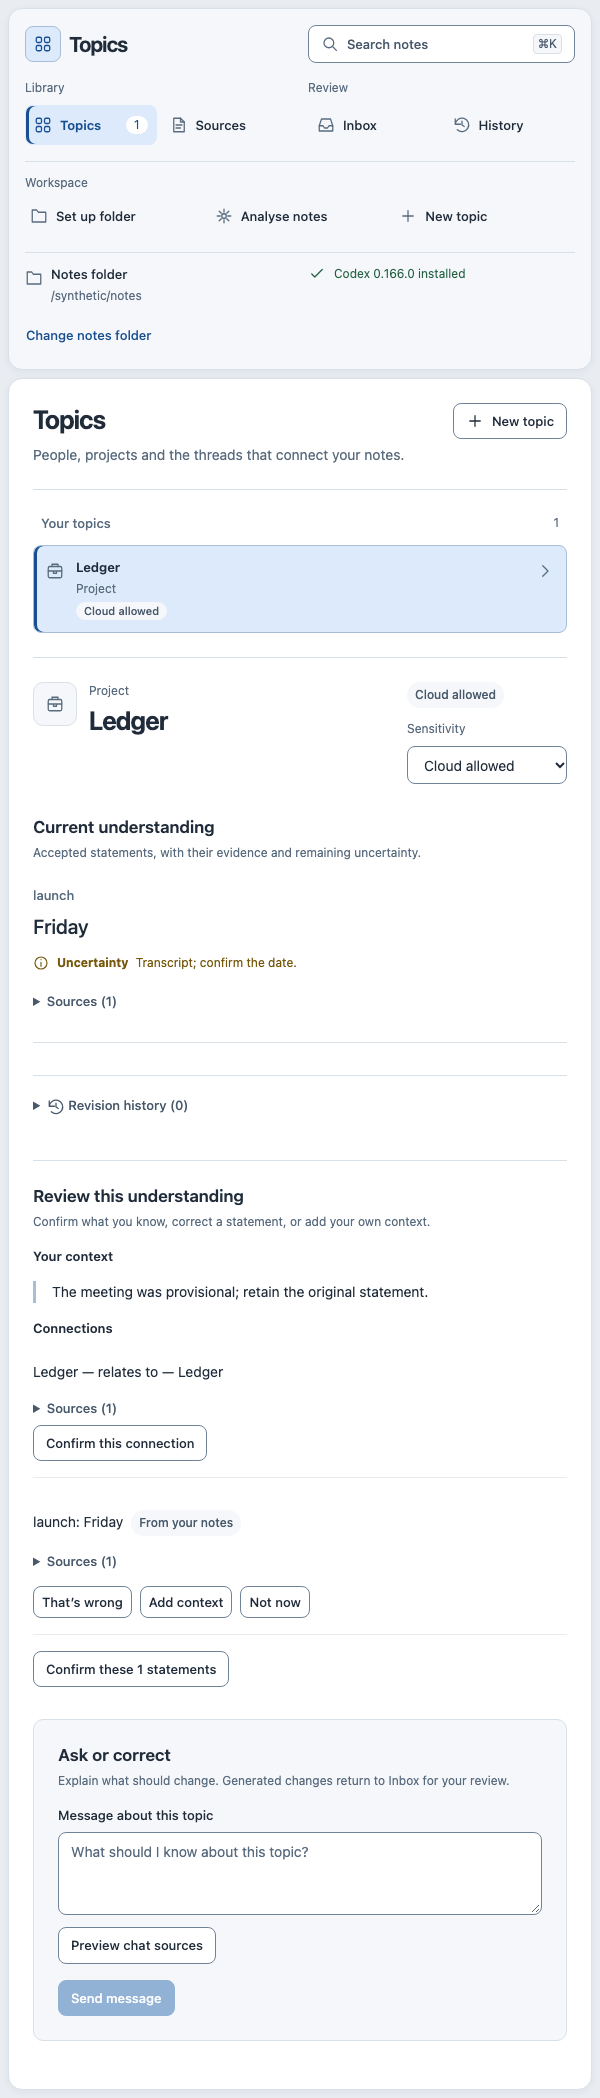 Topics
Search notes
⌘K
Library
Review
Topics
1
Sources
Inbox
History
Workspace
Set up folder
Analyse notes
New topic
Notes folder
/synthetic/notes
Codex 0.166.0 installed
Change notes folder
Topics
New topic
People, projects and the threads that connect your notes.
Your topics
1
Ledger
Project
Cloud allowed
Project
Ledger
Cloud allowed
Sensitivity
Cloud allowed
Current understanding
Accepted statements, with their evidence and remaining uncertainty.
launch
Friday
Uncertainty Transcript; confirm the date.
Sources (1)
Revision history (0)
Review this understanding
Confirm what you know, correct a statement, or add your own context.
Your context
The meeting was provisional; retain the original statement.
Connections
Ledger — relates to — Ledger
Sources (1)
Confirm this connection
launch: Friday From your notes
Sources (1)
That’s wrong
Add context
Not now
Confirm these 1 statements
Ask or correct
Explain what should change. Generated changes return to Inbox for your review.
Message about this topic
What should I know about this topic?
Preview chat sources
Send message